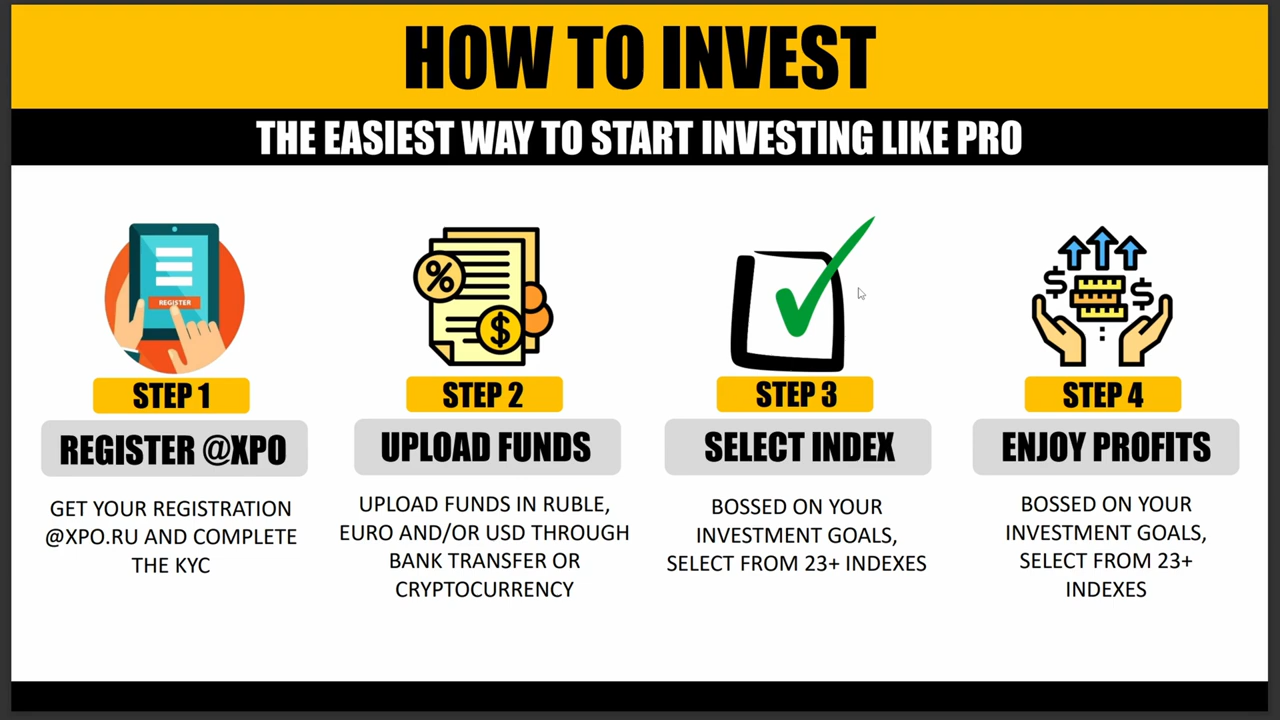 HOW TO INVEST
THE EASIEST WAY TO START INVESTING LIKE PRO
REGISTER
%
$
$
$
STEP 1
REGISTER @XPO
GET YOUR REGISTRATION
@XPO.RU AND COMPLETE
THE KYC
STEP 2
UPLOAD FUNDS
UPLOAD FUNDS IN RUBLE,
EURO AND/OR USD THROUGH
BANK TRANSFER OR
CRYPTOCURRENCY
STEP 3
SELECT INDEX
BOSSED ON YOUR
INVESTMENT GOALS,
SELECT FROM 23+ INDEXES
STEP 4
ENJOY PROFITS
BOSSED ON YOUR
INVESTMENT GOALS,
SELECT FROM 23+
INDEXES